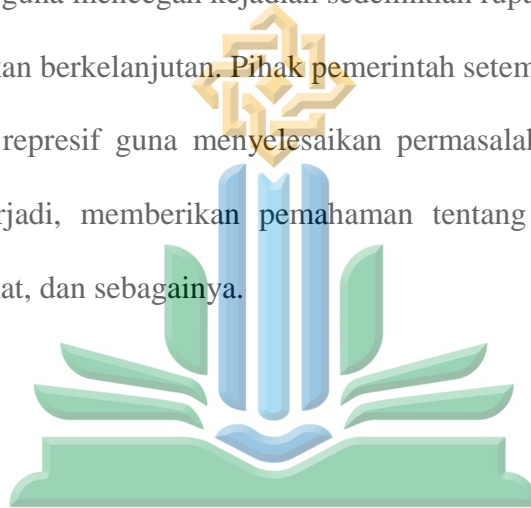 guna mencegah kejadian sedemikian rupa
kan berkelanjutan. Pihak pemerintah setem
represif guna menyelesaikan permasalah
rjadi, memberikan pemahaman tentang
at, dan sebagainya.